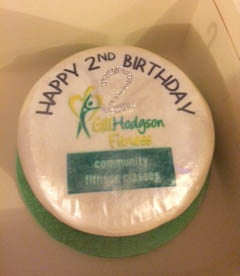 HAPPY 2ND BIRTHDAY
2
Gill Hodgson
Fitness
community
fitness classes